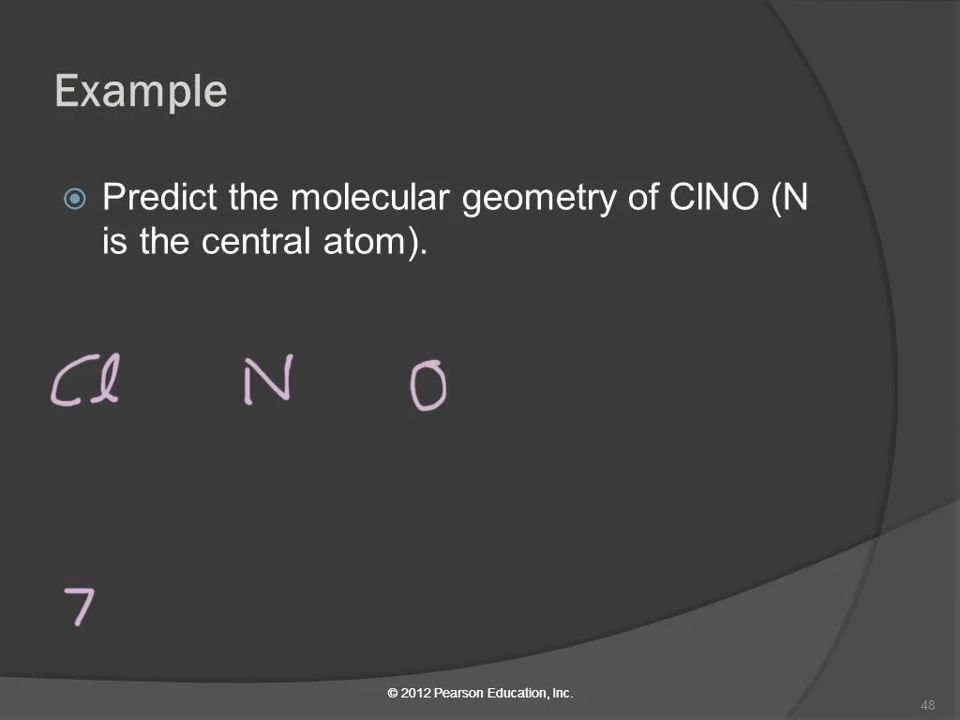 Example
Predict the molecular geometry of ClNO (N
is the central atom).
Cl N O
7
© 2012 Pearson Education, Inc.
48